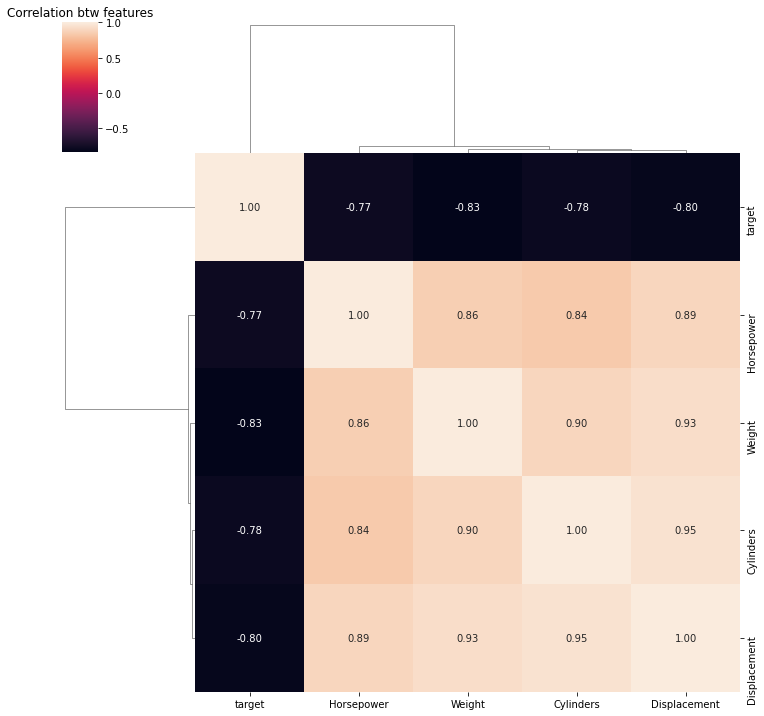 Correlation btw features
1.0
0.5
0.0
−0.5
1.00 -0.77 -0.83 -0.78 -0.80 target
-0.77 1.00 0.86 0.84 0.89 Horsepower
-0.83 0.86 1.00 0.90 0.93 Weight
-0.78 0.84 0.90 1.00 0.95 Cylinders
-0.80 0.89 0.93 0.95 1.00 Displacement
target Horsepower Weight Cylinders Displacement